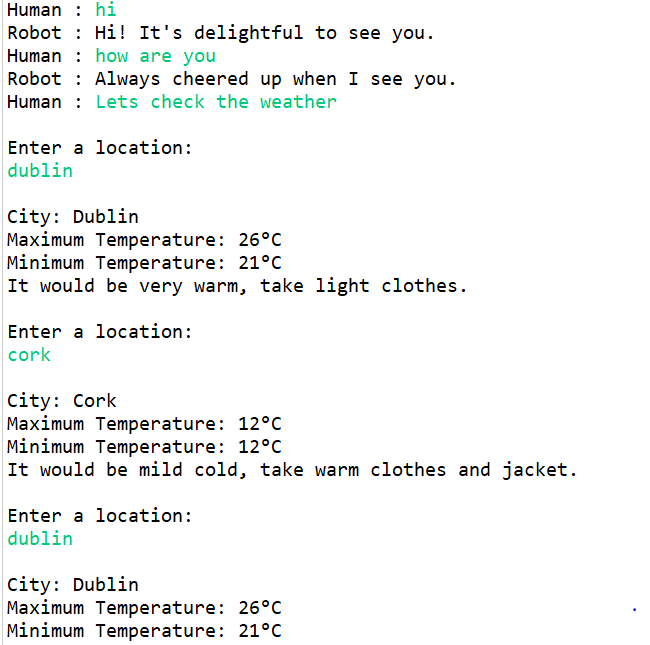 Human : hi
Robot : Hi! It's delightful to see you.
Human : how are you
Robot : Always cheered up when I see you.
Human : Lets check the weather
Enter a location:
dublin
City: Dublin
Maximum Temperature: 26°C
Minimum Temperature: 21°C
It would be very warm, take light clothes.
Enter a location:
cork
City: Cork
Maximum Temperature: 12°C
Minimum Temperature: 12°C
It would be mild cold, take warm clothes and jacket.
Enter a location:
dublin
City: Dublin
Maximum Temperature: 26°C
Minimum Temperature: 21°C